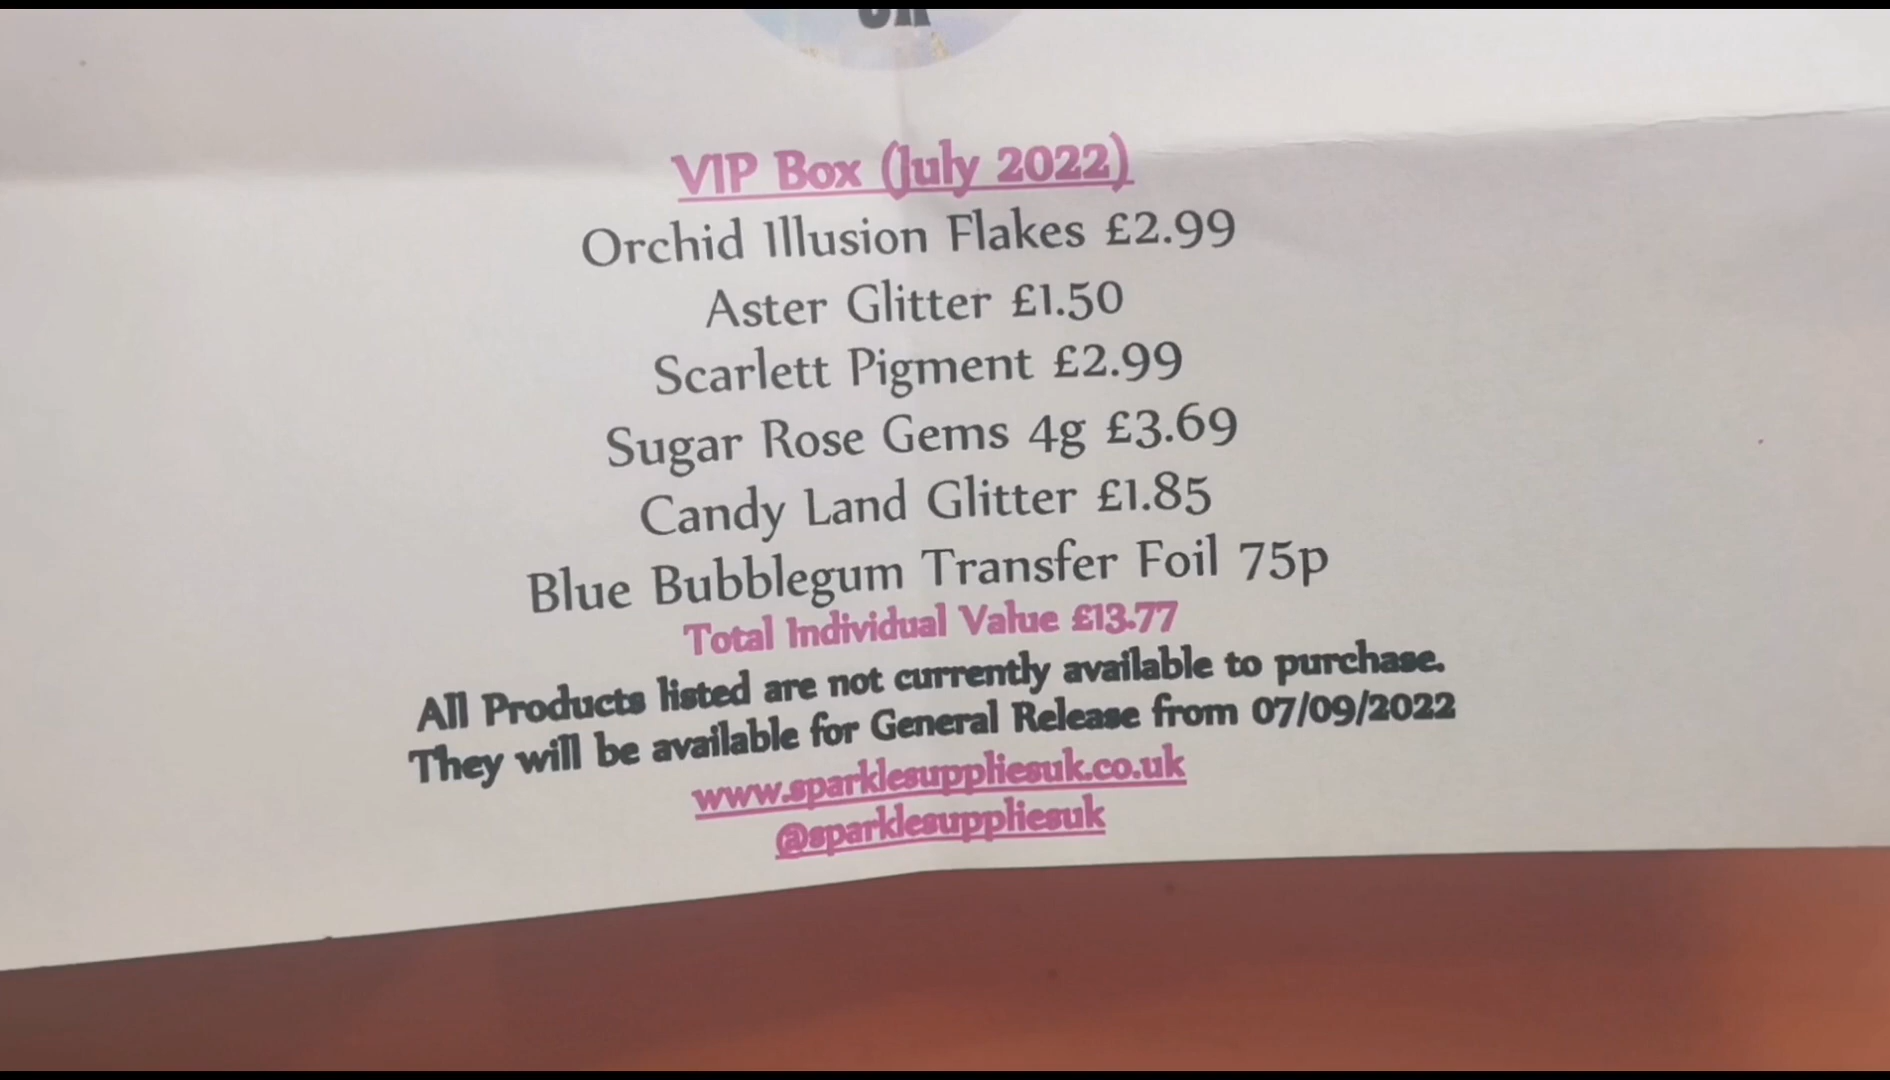 VIP Box (July 2022)
Orchid Illusion Flakes £2.99
Aster Glitter £1.50
Scarlett Pigment £2.99
Sugar Rose Gems 4g £3.69
Candy Land Glitter £1.85
Blue Bubblegum Transfer Foil 75p
Total Individual Value £13.77
All Products listed are not currently available to purchase.
They will be available for General Release from 07/09/2022
www.sparklesuppliesuk.co.uk
@sparklesuppliesuk